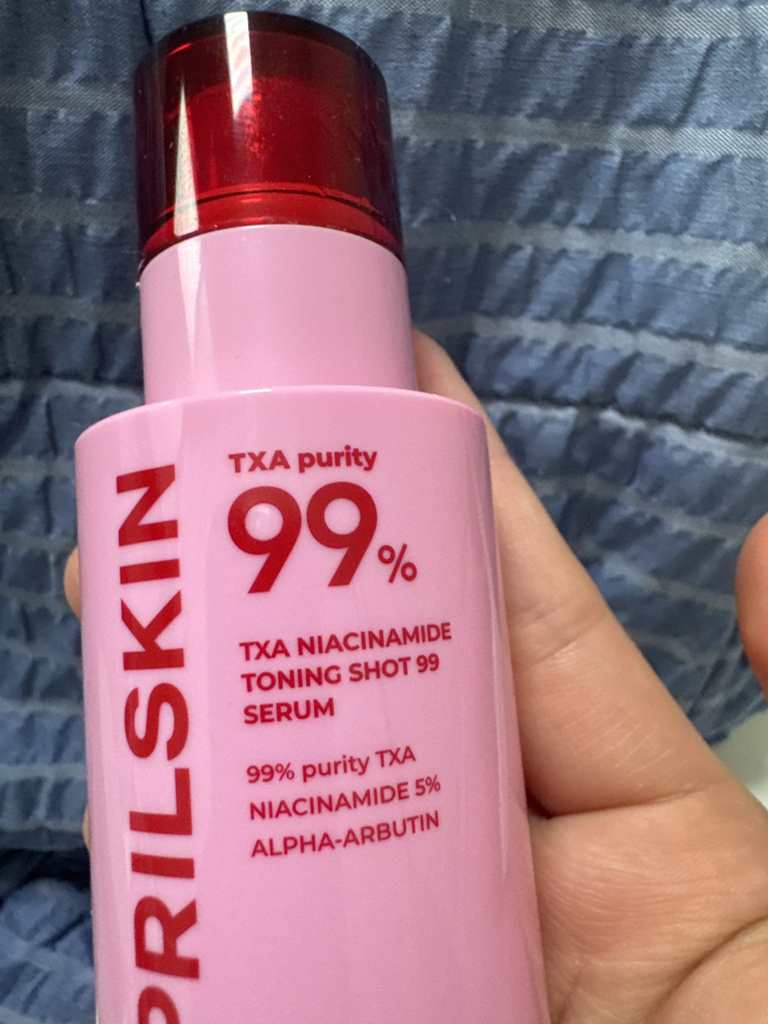 PRILSKIN
TXA purity
99%
TXA NIACINAMIDE
TONING SHOT 99
SERUM
99% purity TXA
NIACINAMIDE 5%
ALPHA-ARBUTIN